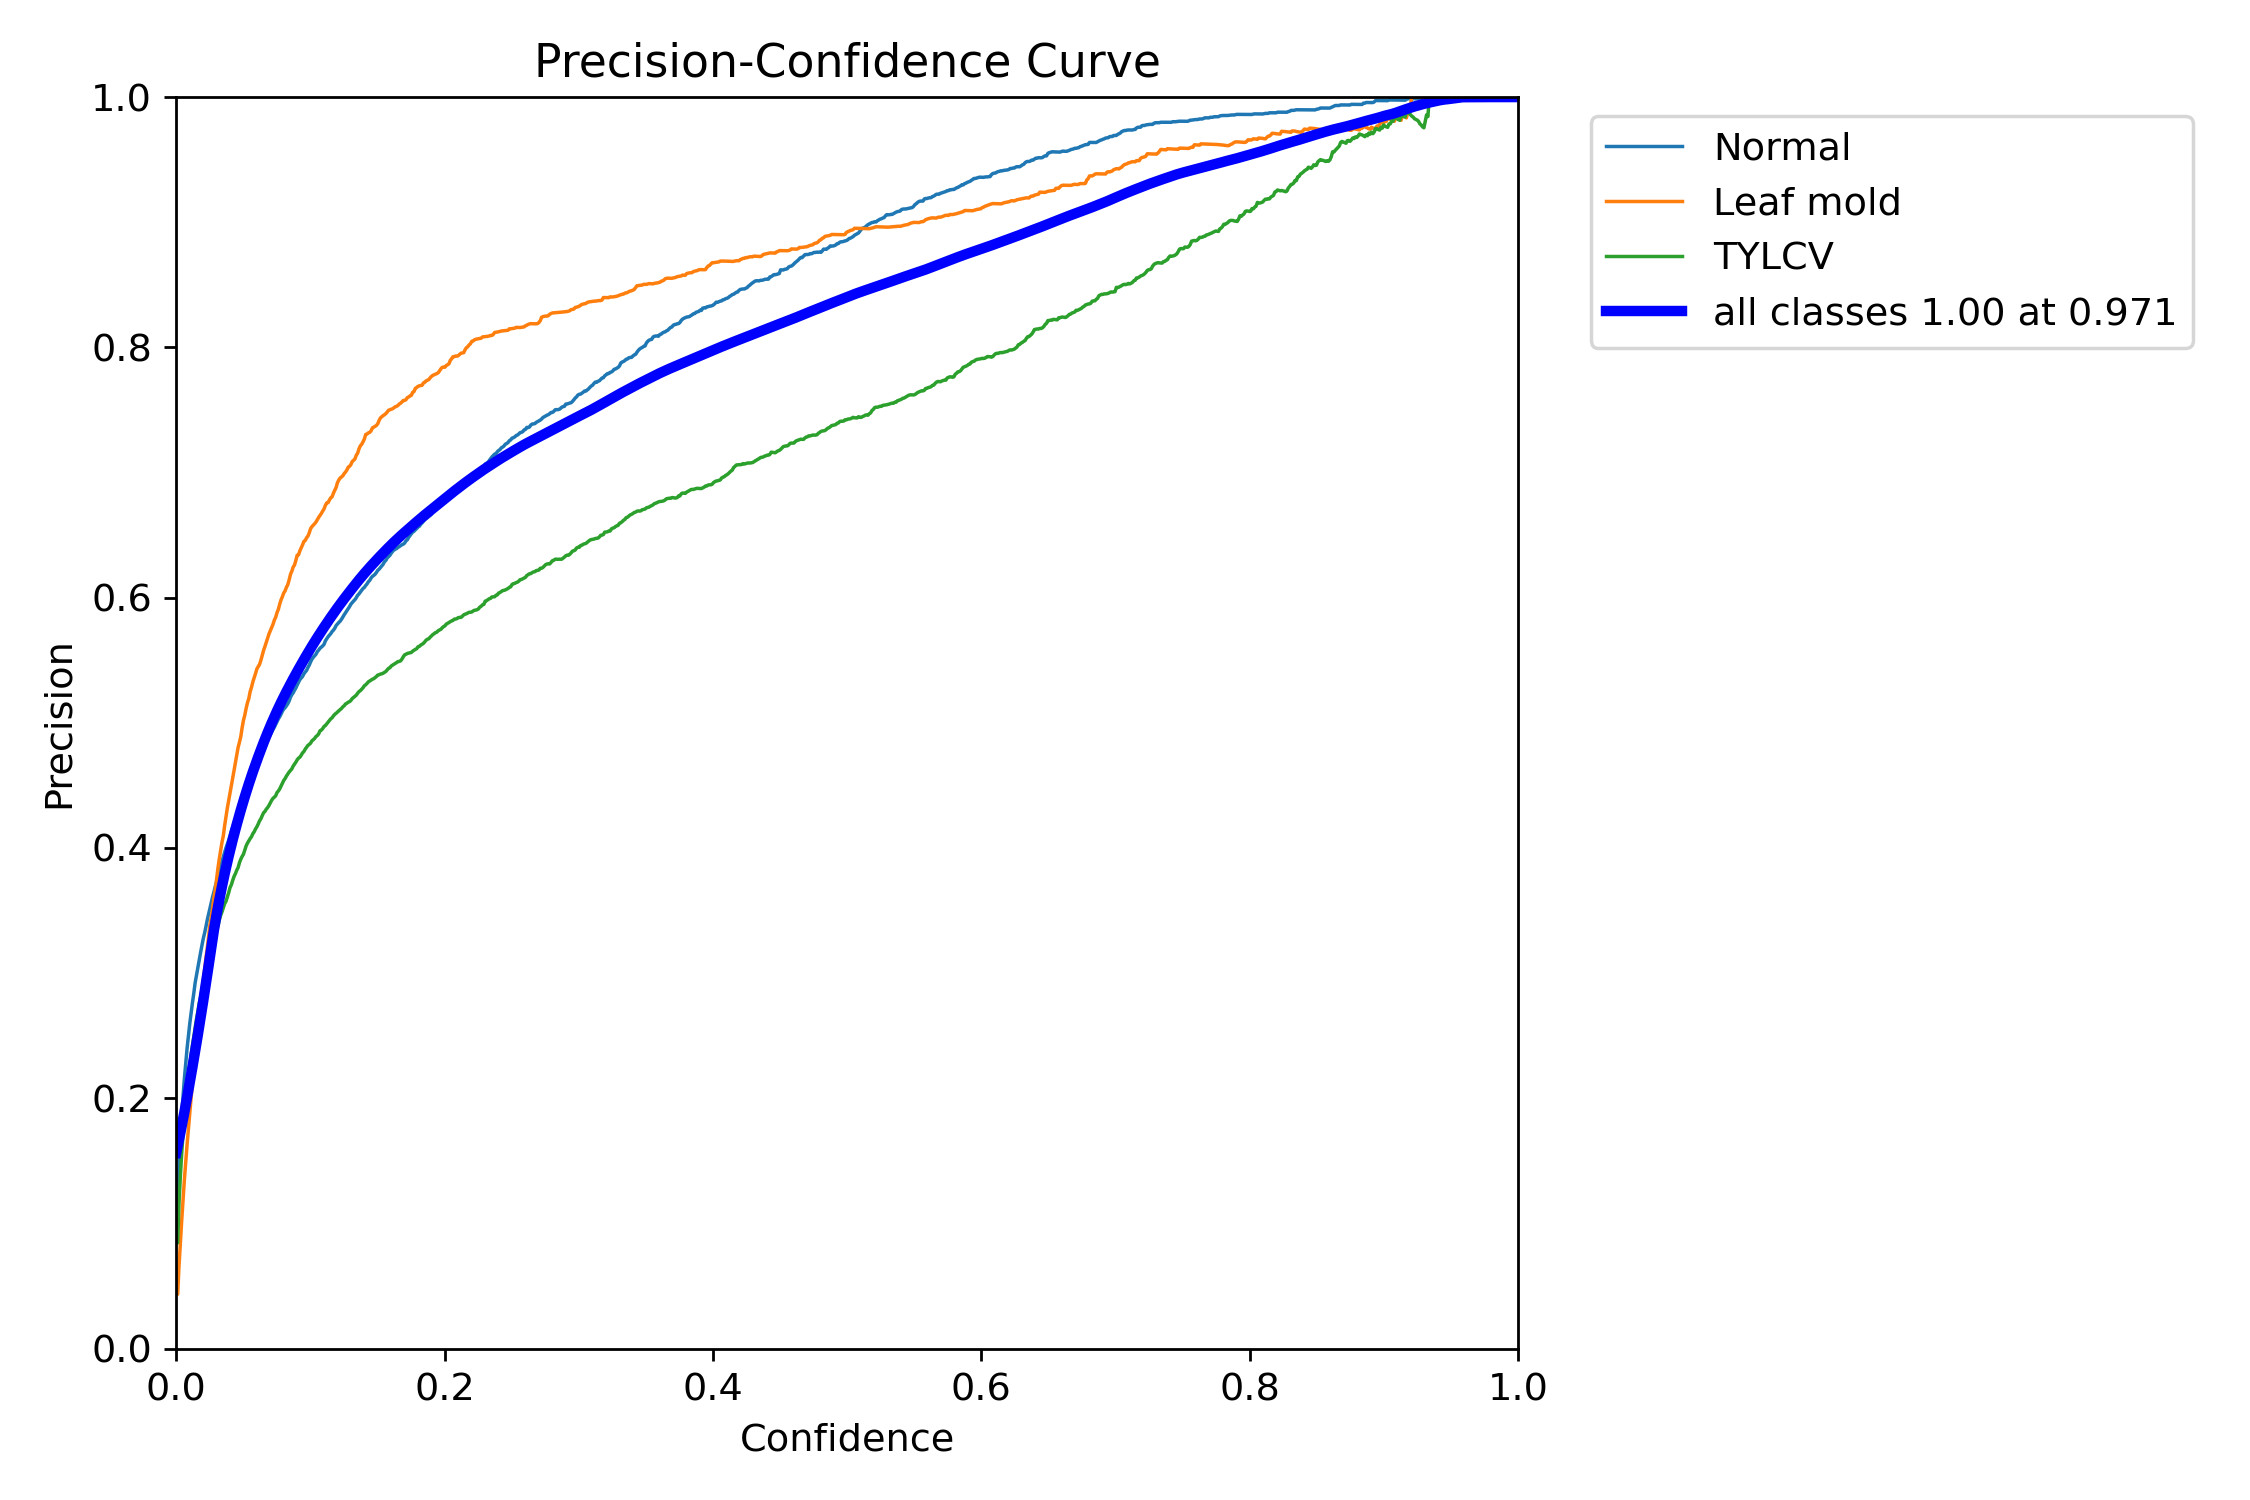 Precision-Confidence Curve
1.0
0.8
0.6
0.4
0.2
0.0
Precision
0.0 0.2 0.4 0.6 0.8 1.0
Confidence
Normal
Leaf mold
TYLCV
all classes 1.00 at 0.971